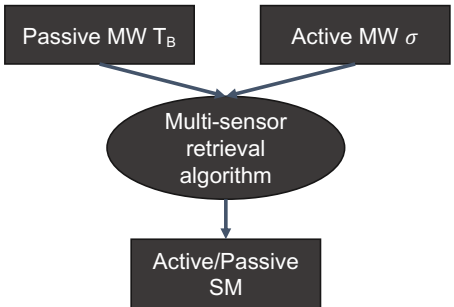 Passive MW T_B
Active MW σ
Multi-sensor
retrieval
algorithm
Active/Passive
SM